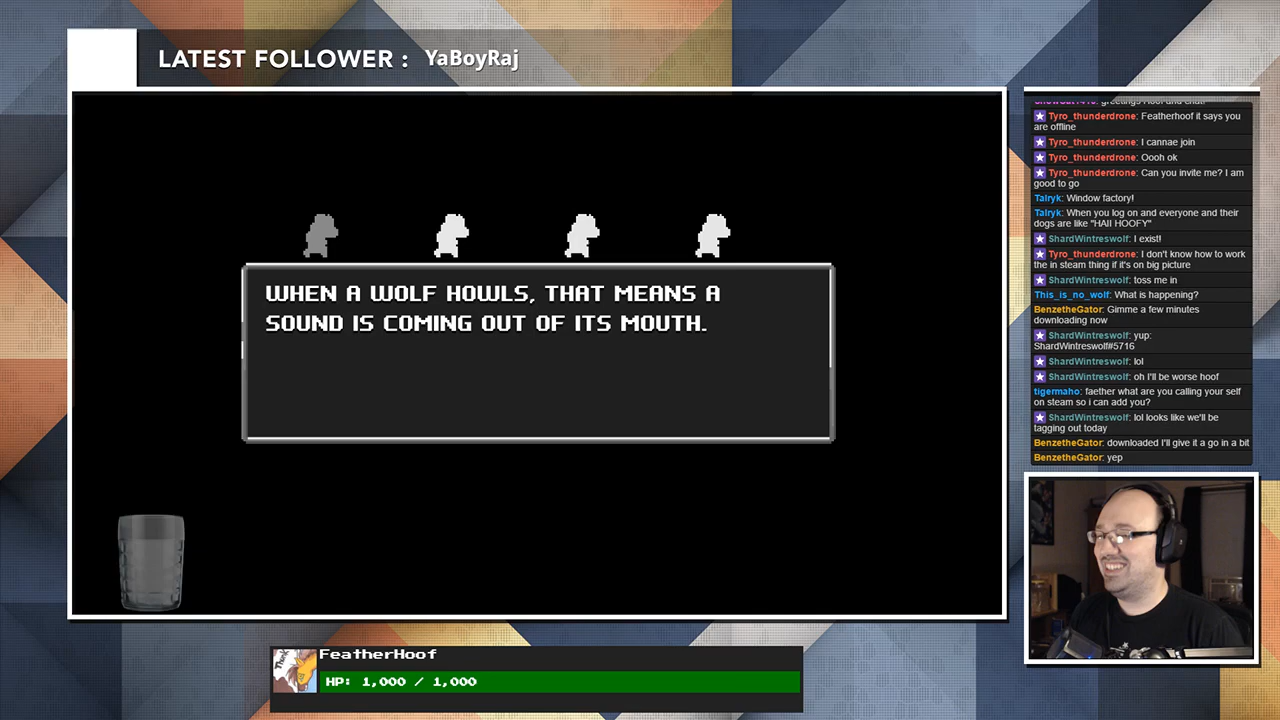 LATEST FOLLOWER : YaBoyRaj
Tyro_thunderdrone: Featherhoof it says you
are offline
Tyro_thunderdrone: I cannae join
Tyro_thunderdrone: Oooh ok
Tyro_thunderdrone: Can you invite me? I am
good to go
Talryk: Window factory!
Talryk: When you log on and everyone and their
dogs are like "HAII HOOFY"
ShardWintreswolf: I exist!
Tyro_thunderdrone: I don't know how to work
the in steam thing if it's on big picture
ShardWintreswolf: toss me in
This_is_no_wolf: What is happening?
BenzetheGator: Gimme a few minutes
downloading now
ShardWintreswolf: yup:
ShardWintreswolf#5716
ShardWintreswolf: lol
ShardWintreswolf: oh I'll be worse hoof
tigermaho: faether what are you calling your self
on steam so i can add you?
ShardWintreswolf: lol looks like we'll be
tagging out today
BenzetheGator: downloaded I'll give it a go in a bit
BenzetheGator: yep
WHEN A WOLF HOWLS, THAT MEANS A
SOUND IS COMING OUT OF ITS MOUTH.
FeatherHoof
HP: 1,000 / 1,000